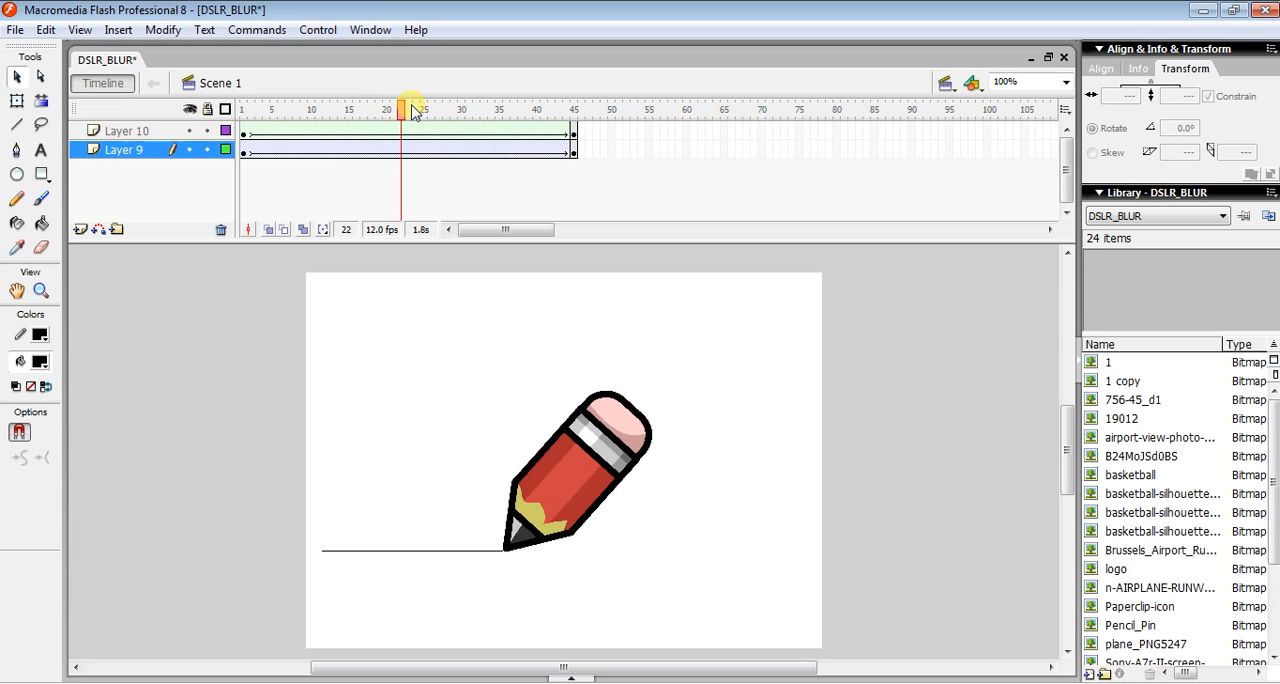 Macromedia Flash Professional 8 - [DSLR_BLUR*]
File Edit View Insert Modify Text Commands Control Window Help
Tools
DSLR_BLUR*
Timeline
Scene 1
100%
1 5 10 15 20 25 30 35 40 45 50 55 60 65 70 75 80 85 90 95 100 105
Layer 10
Layer 9
22 12.0 fps 1.8s
View
Colors
Options
Align & Info & Transform
Align Info Transform
--- --- Constrain
Rotate 0.0°
Skew --- ---
Library - DSLR_BLUR
DSLR_BLUR
24 items
Name Type
1 Bitmap
1 copy Bitmap
756-45_d1 Bitmap
19012 Bitmap
airport-view-photo-... Bitmap
B24MoJSd0BS Bitmap
basketball Bitmap
basketball-silhouette... Bitmap
basketball-silhouette... Bitmap
basketball-silhouette... Bitmap
Brussels_Airport_Ru... Bitmap
logo Bitmap
n-AIRPLANE-RUNW... Bitmap
Paperclip-icon Bitmap
Pencil_Pin Bitmap
plane_PNG5247 Bitmap
Sony-A7r-II-screen- Bitmap